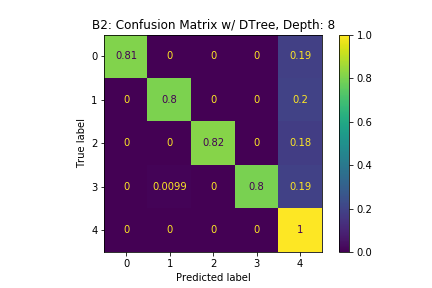 B2: Confusion Matrix w/ DTree, Depth: 8
0 0.81 0 0 0 0.19
1 0 0.8 0 0 0.2
2 0 0 0.82 0 0.18
3 0 0.0099 0 0.8 0.19
4 0 0 0 0 1
0 1 2 3 4
True label
Predicted label
1.0
0.8
0.6
0.4
0.2
0.0